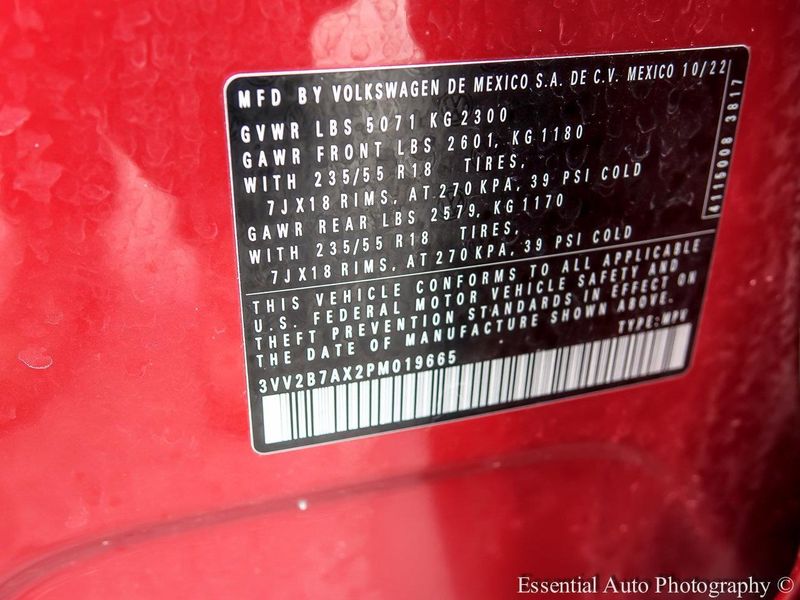 MFD BY VOLKSWAGEN DE MEXICO S.A. DE C.V. MEXICO 10/22
GVWR LBS 5071 KG 2300
GAWR FRONT LBS 2601, KG 1180
WITH 235/55 R18 TIRES,
7JX18 RIMS, AT 270 KPA, 39 PSI COLD
GAWR REAR LBS 2579, KG 1170
WITH 235/55 R18 TIRES,
7JX18 RIMS, AT 270 KPA, 39 PSI COLD
4115008 3817
THIS VEHICLE CONFORMS TO ALL APPLICABLE
U.S. FEDERAL MOTOR VEHICLE SAFETY AND
THEFT PREVENTION STANDARDS IN EFFECT ON
THE DATE OF MANUFACTURE SHOWN ABOVE.
TYPE: MPV
3VV2B7AX2PM019665
Essential Auto Photography ©